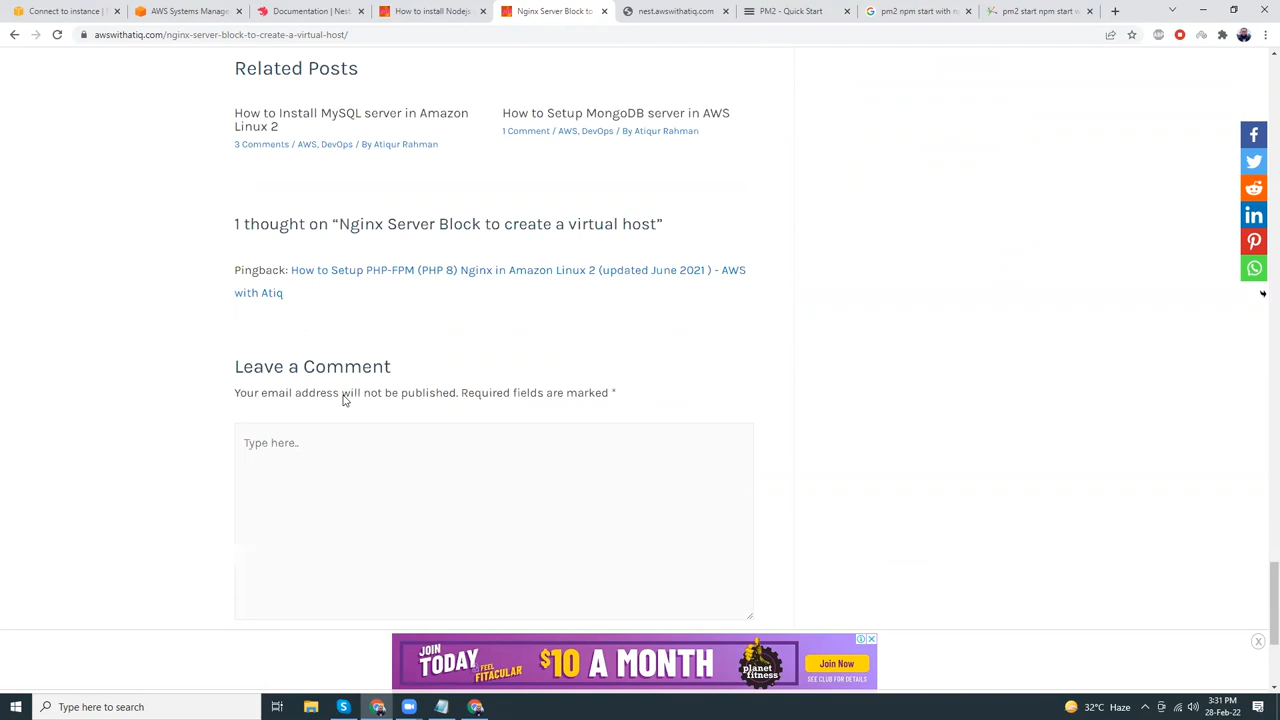 Connect to instance |
AWS Systems Manage
Documentation | Nest
How to install Nodejs
Nginx Server Block to
nest.awswithatiq.com/
PM2 - Quick Start
pm2 npm start with e
pm2 start npm start w
awswithatiq.com/nginx-server-block-to-create-a-virtual-host/
Related Posts
How to Install MySQL server in Amazon
Linux 2
3 Comments / AWS, DevOps / By Atiqur Rahman
How to Setup MongoDB server in AWS
1 Comment / AWS, DevOps / By Atiqur Rahman
1 thought on “Nginx Server Block to create a virtual host”
Pingback: How to Setup PHP-FPM (PHP 8) Nginx in Amazon Linux 2 (updated June 2021 ) - AWS
with Atiq
Leave a Comment
Your email address will not be published. Required fields are marked *
Type here..
JOIN
TODAY
FEEL
FITACULAR
$10 A MONTH
planet
fitness
Join Now
SEE CLUB FOR DETAILS
Type here to search
32°C Haze
3:31 PM
28-Feb-22